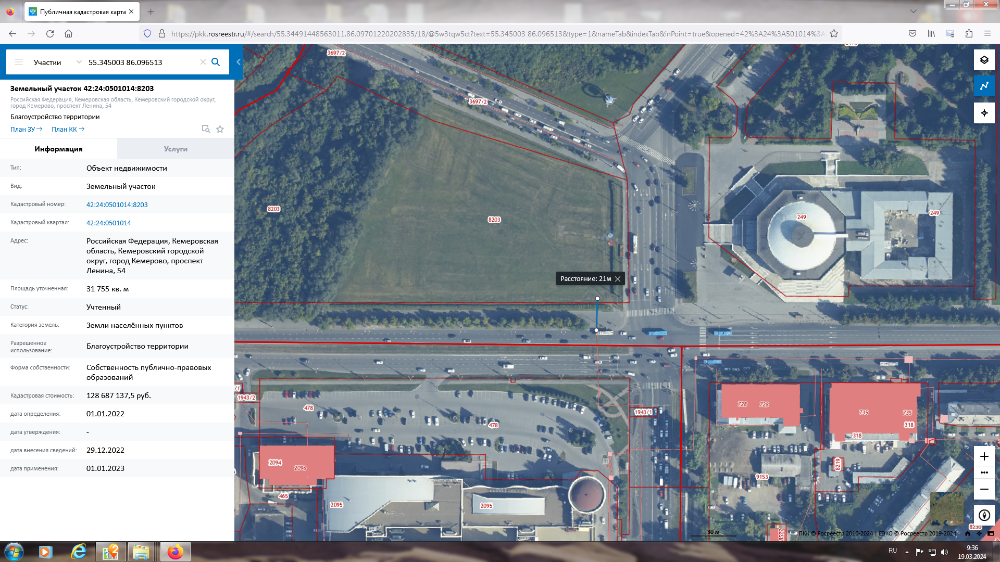 Публичная кадастровая карта
https://pkk.rosreestr.ru/#/search/55.34491448563011,86.09701220202835/18/@5w3tqw5ct?text=55.345003 86.096513&type=1&nameTab&indexTab&inPoint=true&opened=42%3A24%3A501014%3A
Участки
55.345003 86.096513
Земельный участок 42:24:0501014:8203
Российская Федерация, Кемеровская область, Кемеровский городской округ,
город Кемерово, проспект Ленина, 54
Благоустройство территории
План ЗУ →
План КК →
Информация
Услуги
Тип:
Объект недвижимости
Вид:
Земельный участок
Кадастровый номер:
42:24:0501014:8203
Кадастровый квартал:
42:24:0501014
Адрес:
Российская Федерация, Кемеровская
область, Кемеровский городской
округ, город Кемерово, проспект
Ленина, 54
Площадь уточненная:
31 755 кв. м
Статус:
Учтенный
Категория земель:
Земли населённых пунктов
Разрешенное
использование:
Благоустройство территории
Форма собственности:
Собственность публично-правовых
образований
Кадастровая стоимость:
128 687 137,5 руб.
дата определения:
01.01.2022
дата утверждения:
-
дата внесения сведений:
29.12.2022
дата применения:
01.01.2023
3697/2
3697/2
8203
8203
249
249
Расстояние: 21м
/1
1943/2
478
478
1943/1
728
728
735
735
318
318
2094
2096
465
2095
2095
9153
8219
8577
8230
30 м
ПКК © Росреестр 2010-2024 | ЕЭКО © Росреестр 2019-2024
RU
9:36
19.03.2024